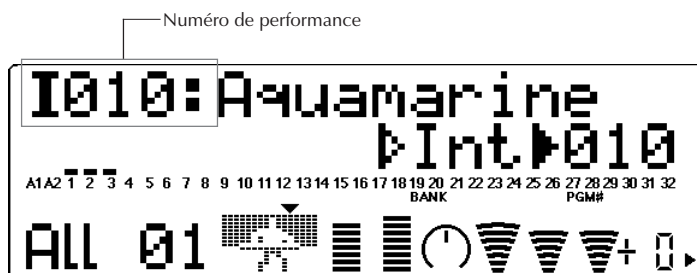 Numéro de performance
I010:Aquamarine
▷Int▶010
A1A2 1 2 3 4 5 6 7 8 9 10 11 12 13 14 15 16 17 18 19 20 21 22 23 24 25 26 27 28 29 30 31 32
BANK PGM#
All 01 + 0